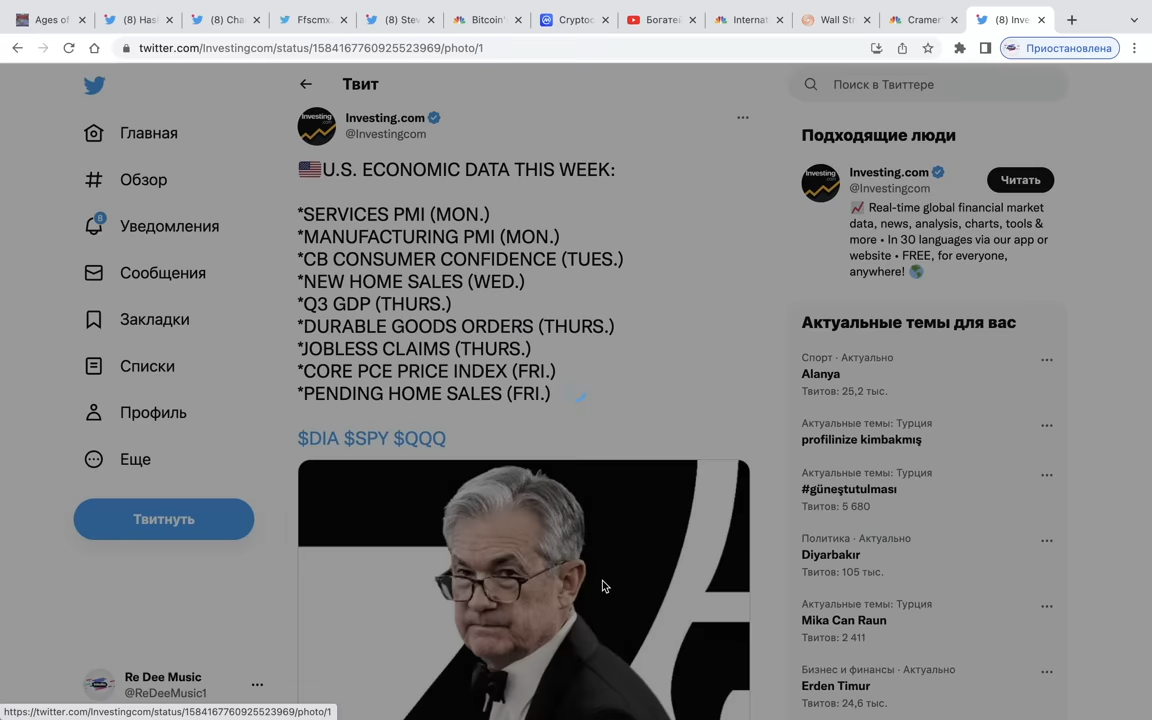 Ages of
(8) Has
(8) Cha
Ffscmx.
(8) Stev
Bitcoin
Cryptoc
Богатей
Internat
Wall Str
Cramer
(8) Inve
twitter.com/Investingcom/status/1584167760925523969/photo/1
Приостановлена
Твит
Поиск в Твиттере
Главная
Обзор
8
Уведомления
Сообщения
Закладки
Списки
Профиль
Еще
Твитнуть
Re Dee Music
@ReDeeMusic1
Investing.com
@Investingcom
U.S. ECONOMIC DATA THIS WEEK:
*SERVICES PMI (MON.)
*MANUFACTURING PMI (MON.)
*CB CONSUMER CONFIDENCE (TUES.)
*NEW HOME SALES (WED.)
*Q3 GDP (THURS.)
*DURABLE GOODS ORDERS (THURS.)
*JOBLESS CLAIMS (THURS.)
*CORE PCE PRICE INDEX (FRI.)
*PENDING HOME SALES (FRI.)
$DIA $SPY $QQQ
Подходящие люди
Investing.com
@Investingcom
Читать
Real-time global financial market
data, news, analysis, charts, tools &
more • In 30 languages via our app or
website • FREE, for everyone,
anywhere!
Актуальные темы для вас
Спорт · Актуально
Alanya
Твитов: 25,2 тыс.
Актуальные темы: Турция
profilinize kimbakmış
Актуальные темы: Турция
#güneştutulması
Твитов: 5 680
Политика · Актуально
Diyarbakır
Твитов: 105 тыс.
Актуальные темы: Турция
Mika Can Raun
Твитов: 2 411
Бизнес и финансы · Актуально
Erden Timur
Твитов: 24,6 тыс.
https://twitter.com/Investingcom/status/1584167760925523969/photo/1